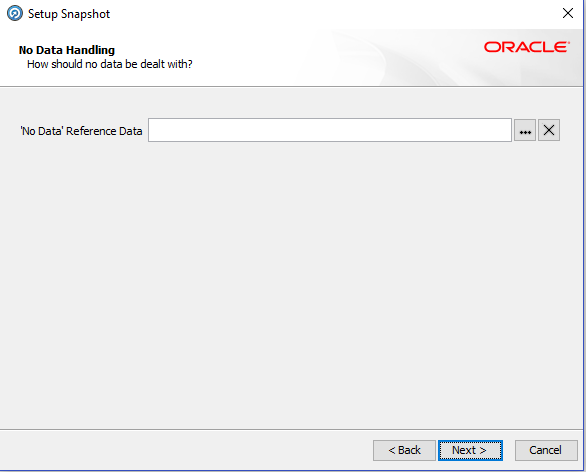 Setup Snapshot
No Data Handling
How should no data be dealt with?
ORACLE
'No Data' Reference Data
...
< Back
Next >
Cancel